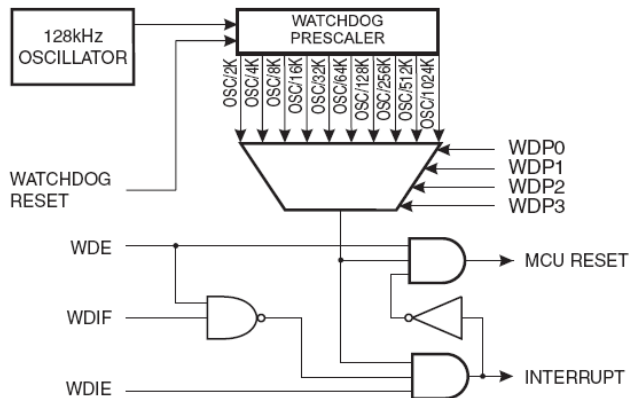 128kHz
OSCILLATOR
WATCHDOG
PRESCALER
OSC/2K
OSC/4K
OSC/8K
OSC/16K
OSC/32K
OSC/64K
OSC/128K
OSC/256K
OSC/512K
OSC/1024K
WATCHDOG
RESET
WDP0
WDP1
WDP2
WDP3
WDE
MCU RESET
WDIF
WDIE
INTERRUPT